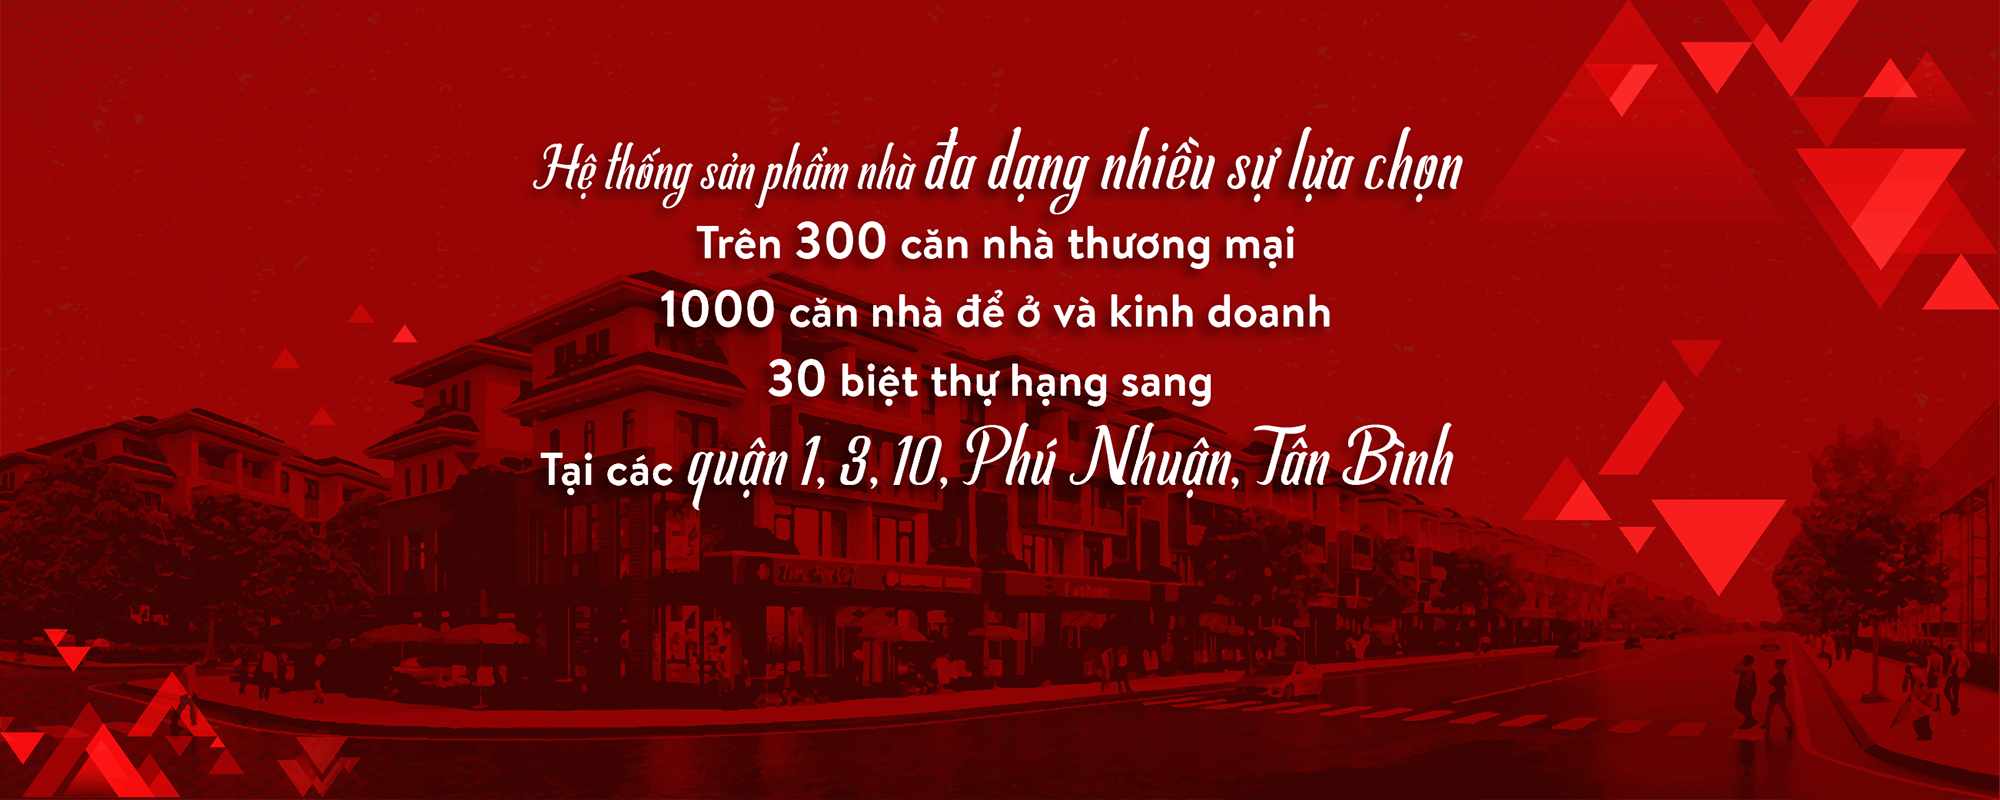 Hệ thống sản phẩm nhà đa dạng nhiều sự lựa chọn
Trên 300 căn nhà thương mại
1000 căn nhà để ở và kinh doanh
30 biệt thự hạng sang
Tại các quận 1, 3, 10, Phú Nhuận, Tân Bình
Fashion